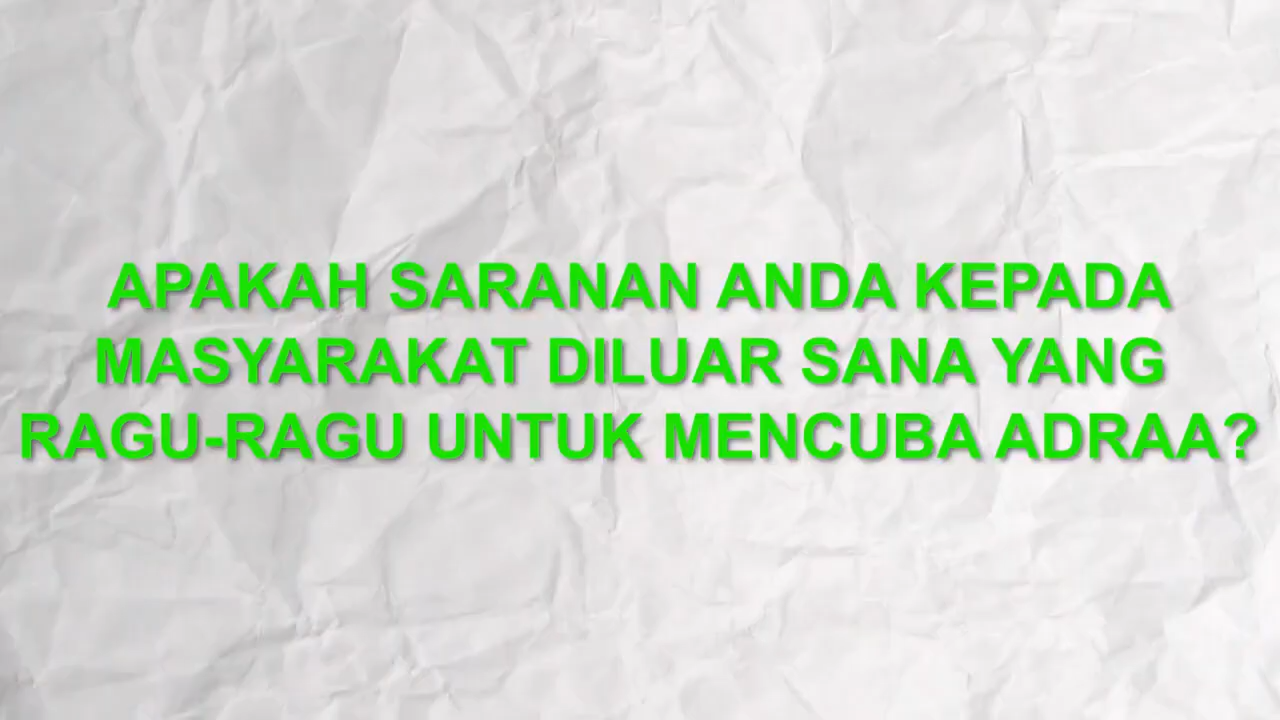 APAKAH SARANAN ANDA KEPADA
MASYARAKAT DILUAR SANA YANG
RAGU-RAGU UNTUK MENCUBA ADRAA?